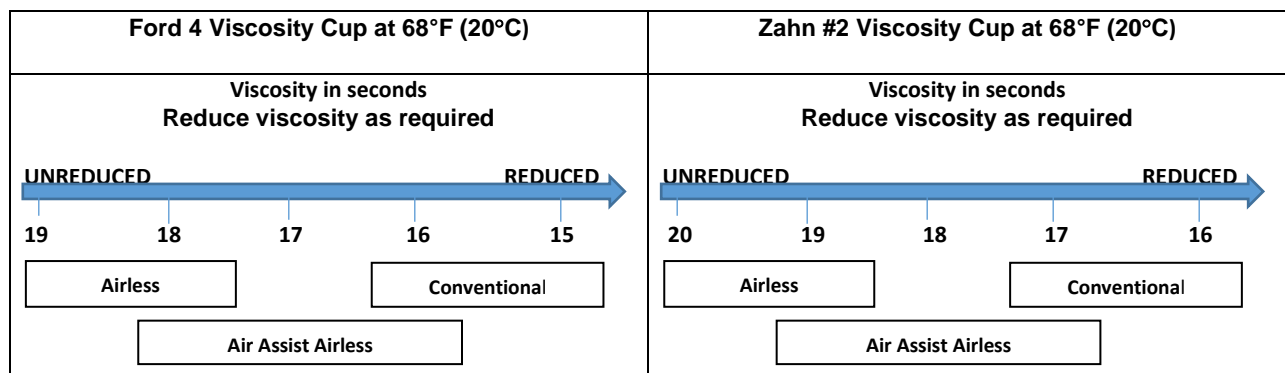 Ford 4 Viscosity Cup at 68°F (20°C)
Viscosity in seconds
Reduce viscosity as required
UNREDUCED REDUCED
19 18 17 16 15
Airless Conventional
Air Assist Airless
Zahn #2 Viscosity Cup at 68°F (20°C)
Viscosity in seconds
Reduce viscosity as required
UNREDUCED REDUCED
20 19 18 17 16
Airless Conventional
Air Assist Airless